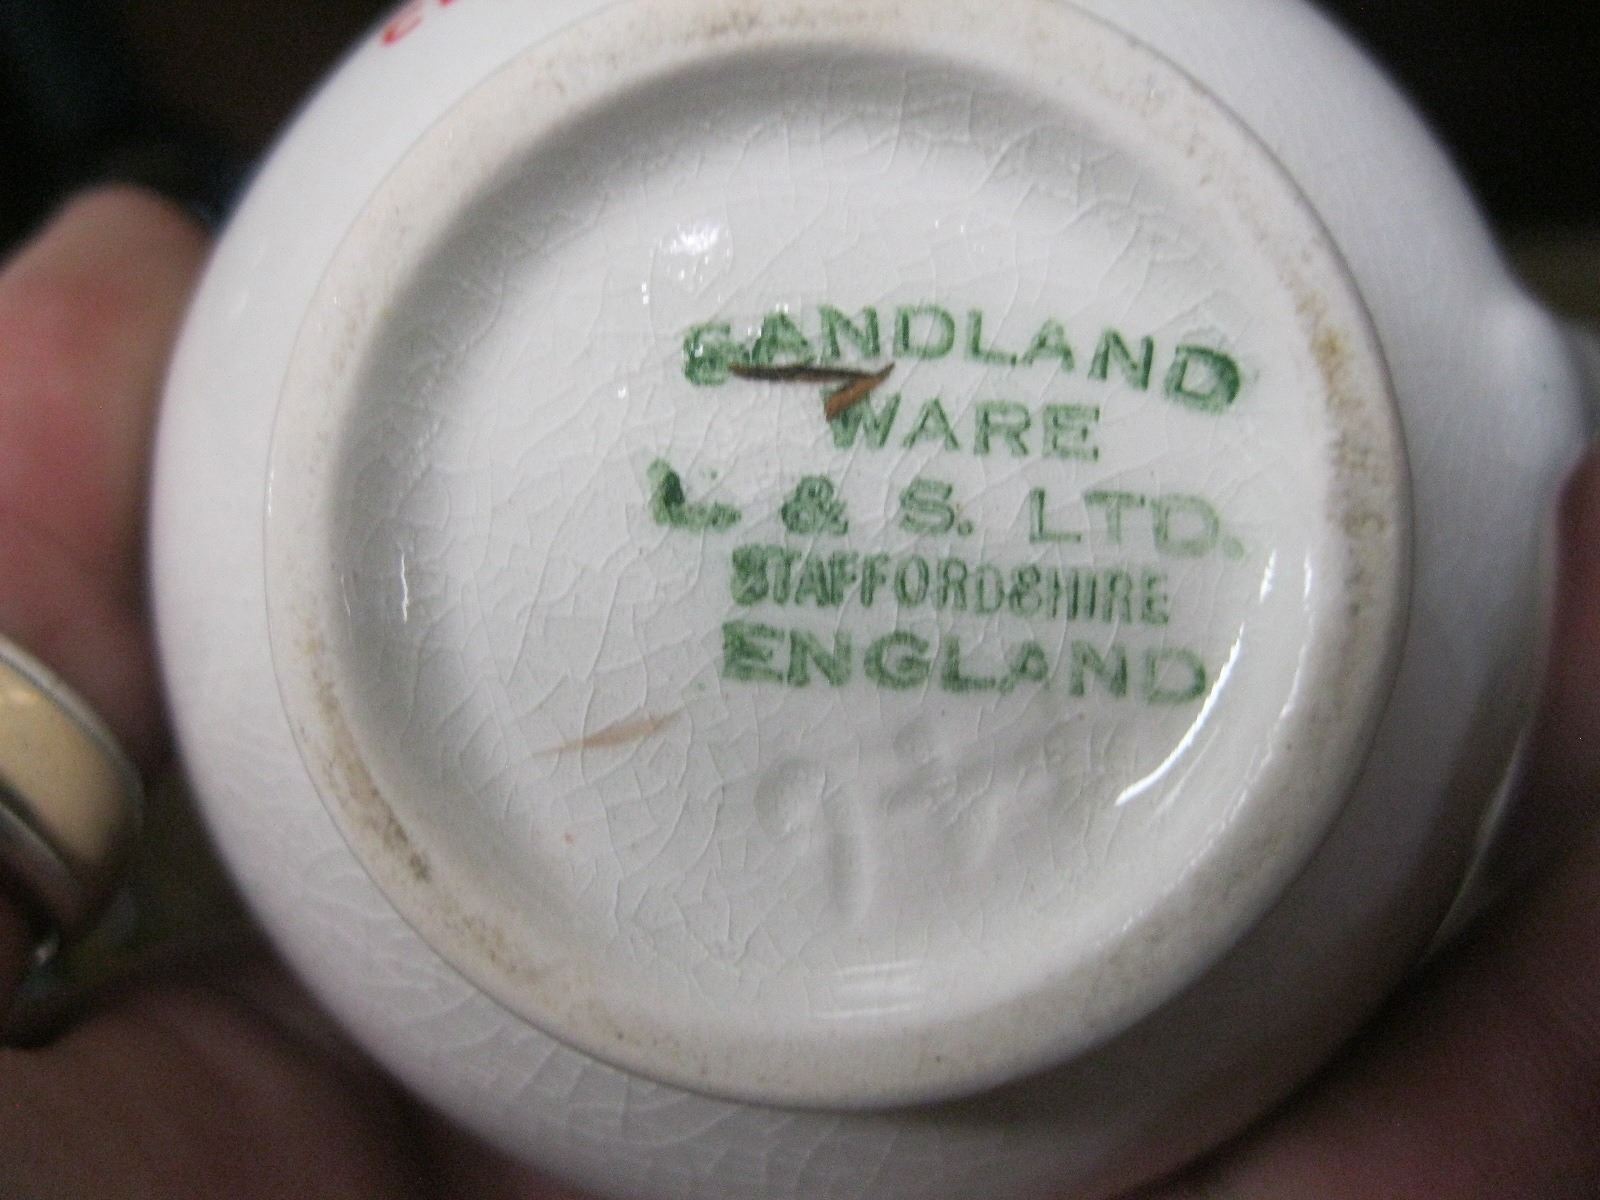 SANDLAND
WARE
L & S. LTD.
STAFFORDSHIRE
ENGLAND